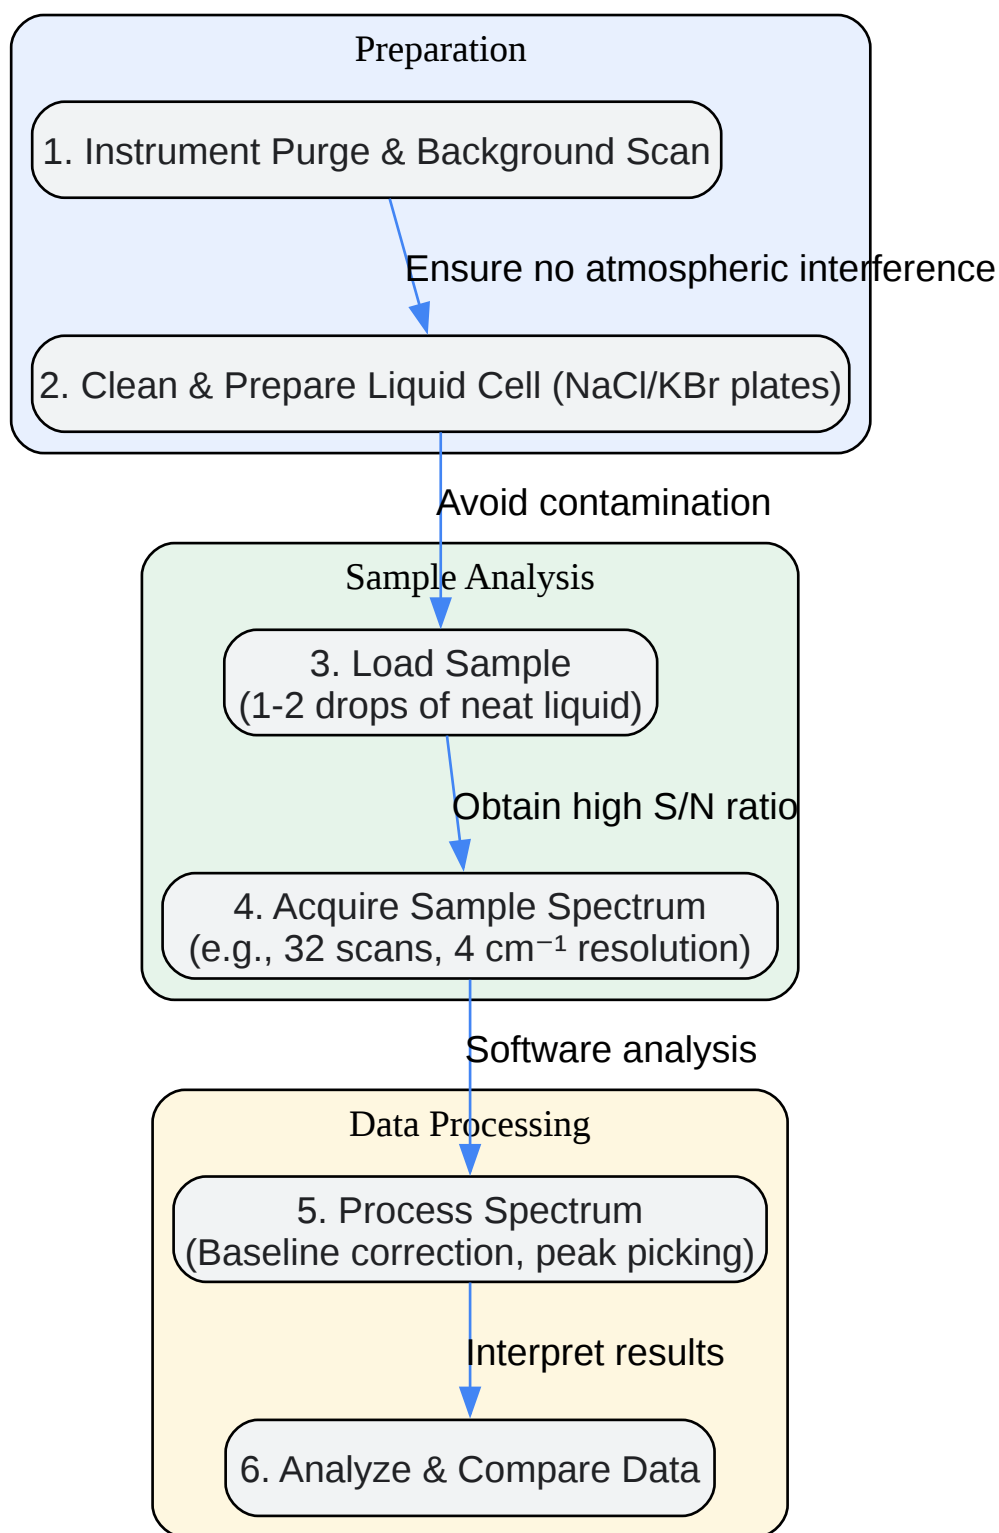 Preparation
1. Instrument Purge & Background Scan
Ensure no atmospheric interference
2. Clean & Prepare Liquid Cell (NaCl/KBr plates)
Avoid contamination
Sample Analysis
3. Load Sample
(1-2 drops of neat liquid)
Obtain high S/N ratio
4. Acquire Sample Spectrum
(e.g., 32 scans, 4 cm⁻¹ resolution)
Software analysis
Data Processing
5. Process Spectrum
(Baseline correction, peak picking)
Interpret results
6. Analyze & Compare Data